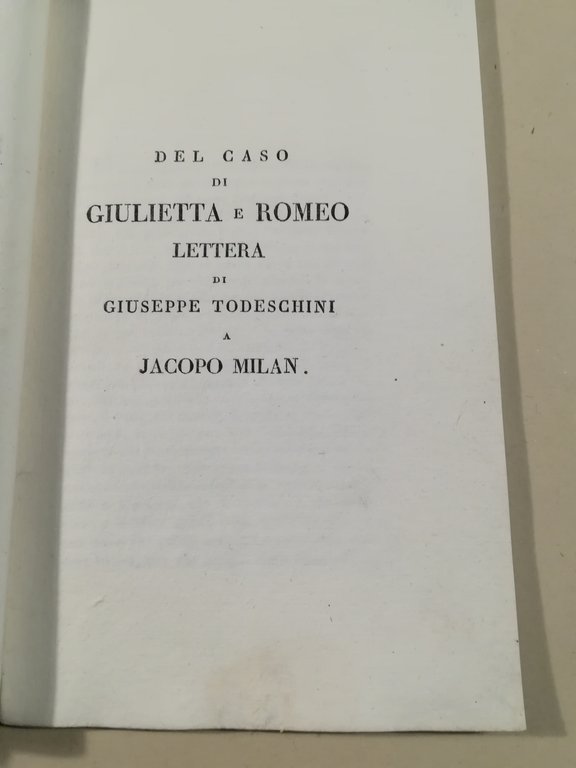 DEL CASO
DI
GIULIETTA E ROMEO
LETTERA
DI
GIUSEPPE TODESCHINI
A
JACOPO MILAN.